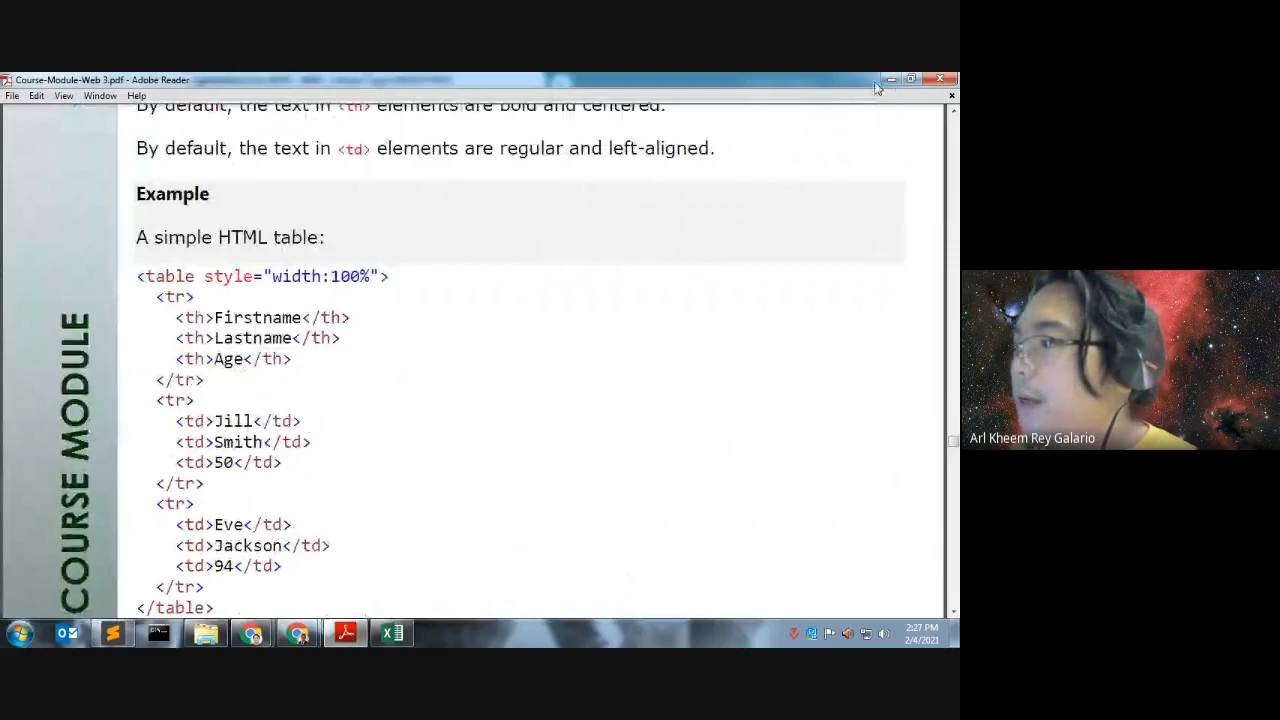 Course-Module-Web 3.pdf - Adobe Reader
File Edit View Window Help
By default, the text in <th> elements are bold and centered.
By default, the text in <td> elements are regular and left-aligned.
Example
A simple HTML table:
<table style="width:100%">
<tr>
<th>Firstname</th>
<th>Lastname</th>
<th>Age</th>
</tr>
<tr>
<td>Jill</td>
<td>Smith</td>
<td>50</td>
</tr>
<tr>
<td>Eve</td>
<td>Jackson</td>
<td>94</td>
</tr>
</table>
COURSE MODULE
Arl Kheem Rey Galario
2:27 PM
2/4/2021